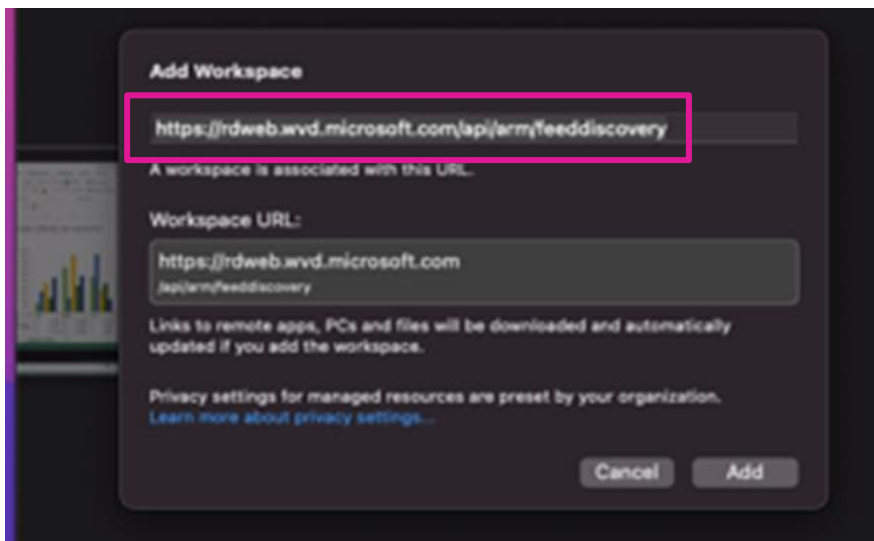 Add Workspace
https://rdweb.wvd.microsoft.com/api/arm/feeddiscovery
A workspace is associated with this URL.
Workspace URL:
https://rdweb.wvd.microsoft.com
/api/arm/feeddiscovery
Links to remote apps, PCs and files will be downloaded and automatically
updated if you add the workspace.
Privacy settings for managed resources are preset by your organization.
Learn more about privacy settings...
Cancel
Add